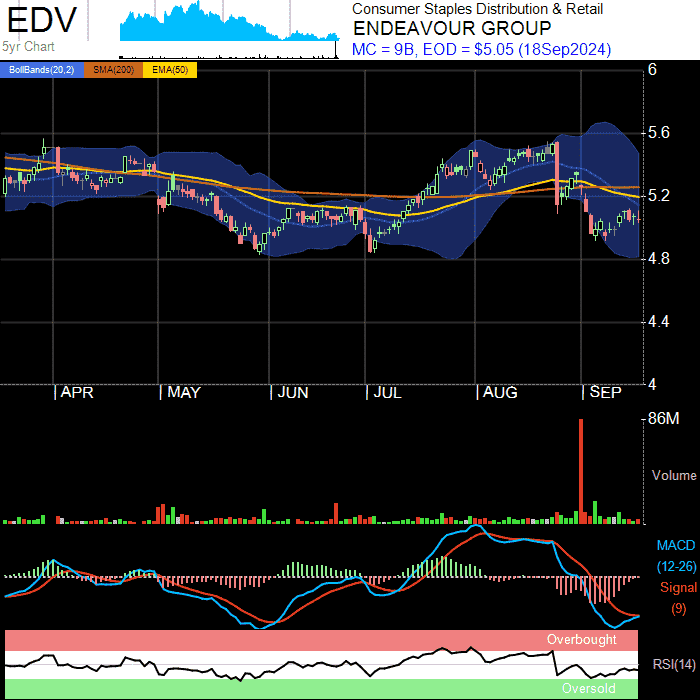 EDV
5yr Chart
Consumer Staples Distribution & Retail
ENDEAVOUR GROUP
MC = 9B, EOD = $5.05 (18Sep2024)
BollBands(20,2) SMA(200) EMA(50)
6
5.6
5.2
4.8
4.4
4
APR MAY JUN JUL AUG SEP
86M
Volume
MACD
(12-26)
Signal
(9)
Overbought
RSI(14)
Oversold